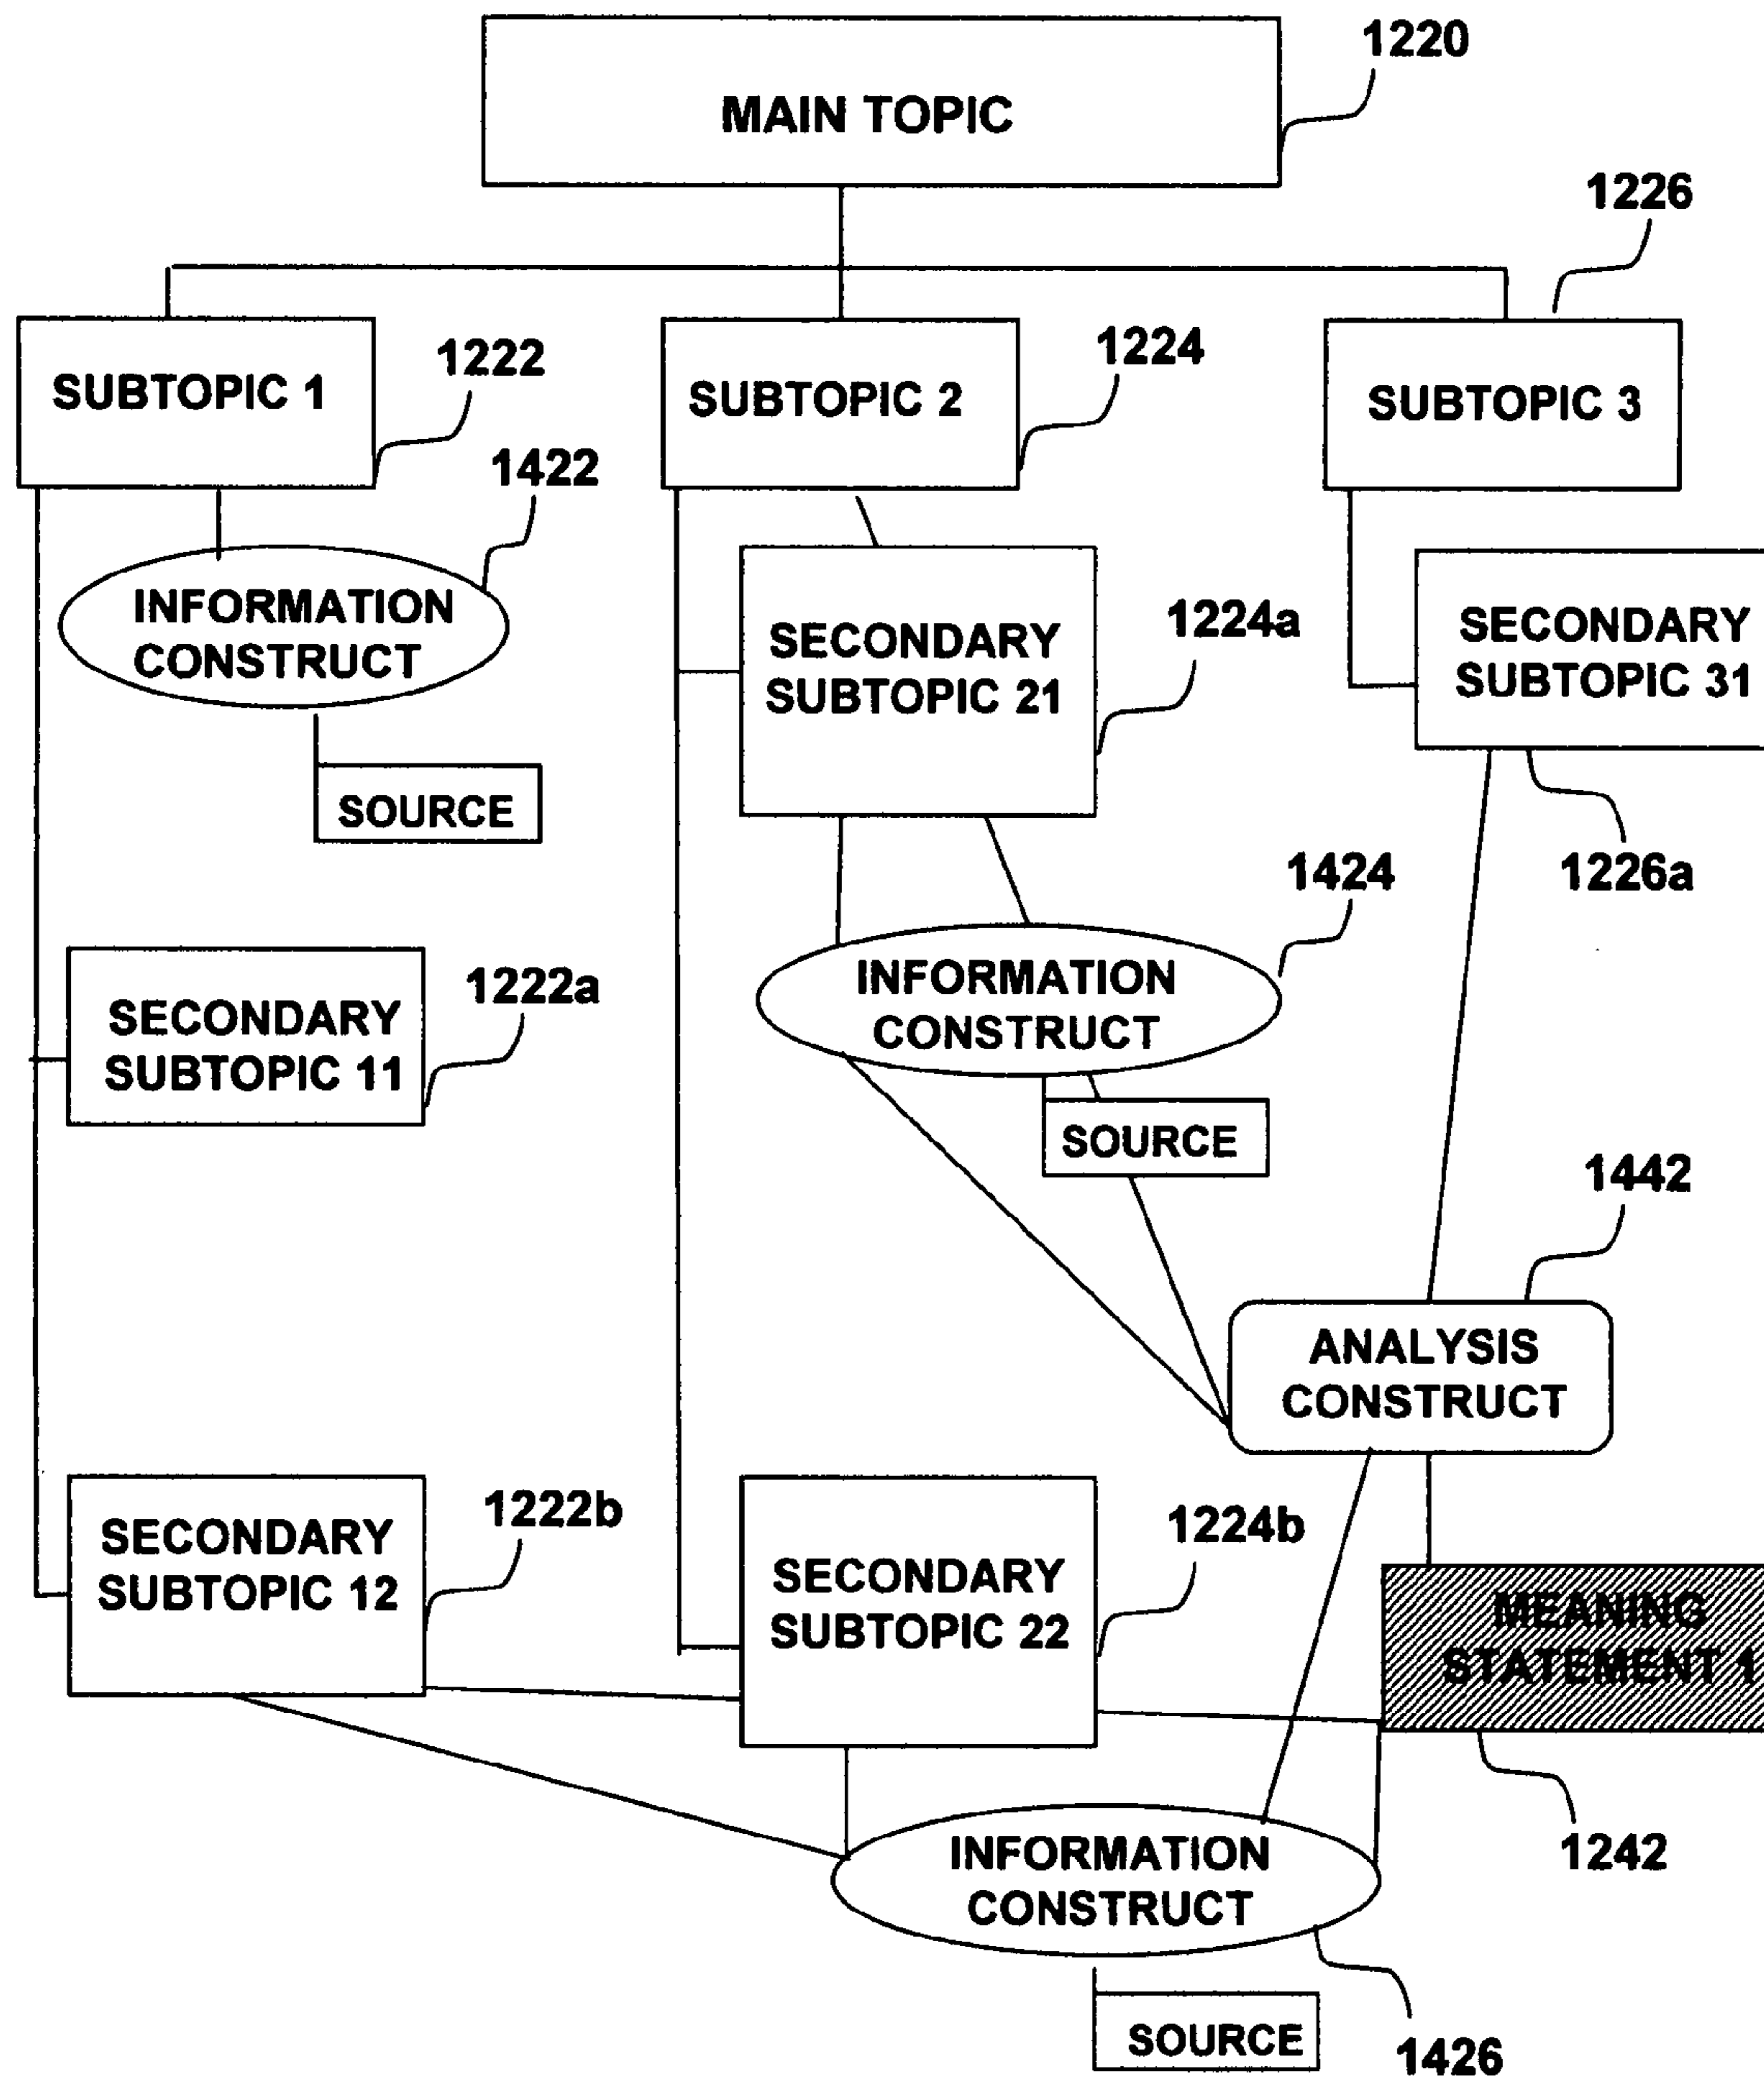 1220
MAIN TOPIC
1226
SUBTOPIC 1
1222
SUBTOPIC 2
1224
SUBTOPIC 3
1422
INFORMATION
CONSTRUCT
SOURCE
SECONDARY
SUBTOPIC 21
1224a
SECONDARY
SUBTOPIC 31
1226a
1424
INFORMATION
CONSTRUCT
SOURCE
SECONDARY
SUBTOPIC 11
1222a
1442
ANALYSIS
CONSTRUCT
SECONDARY
SUBTOPIC 12
1222b
SECONDARY
SUBTOPIC 22
1224b
MEANING
STATEMENT 1
1242
INFORMATION
CONSTRUCT
1426
SOURCE